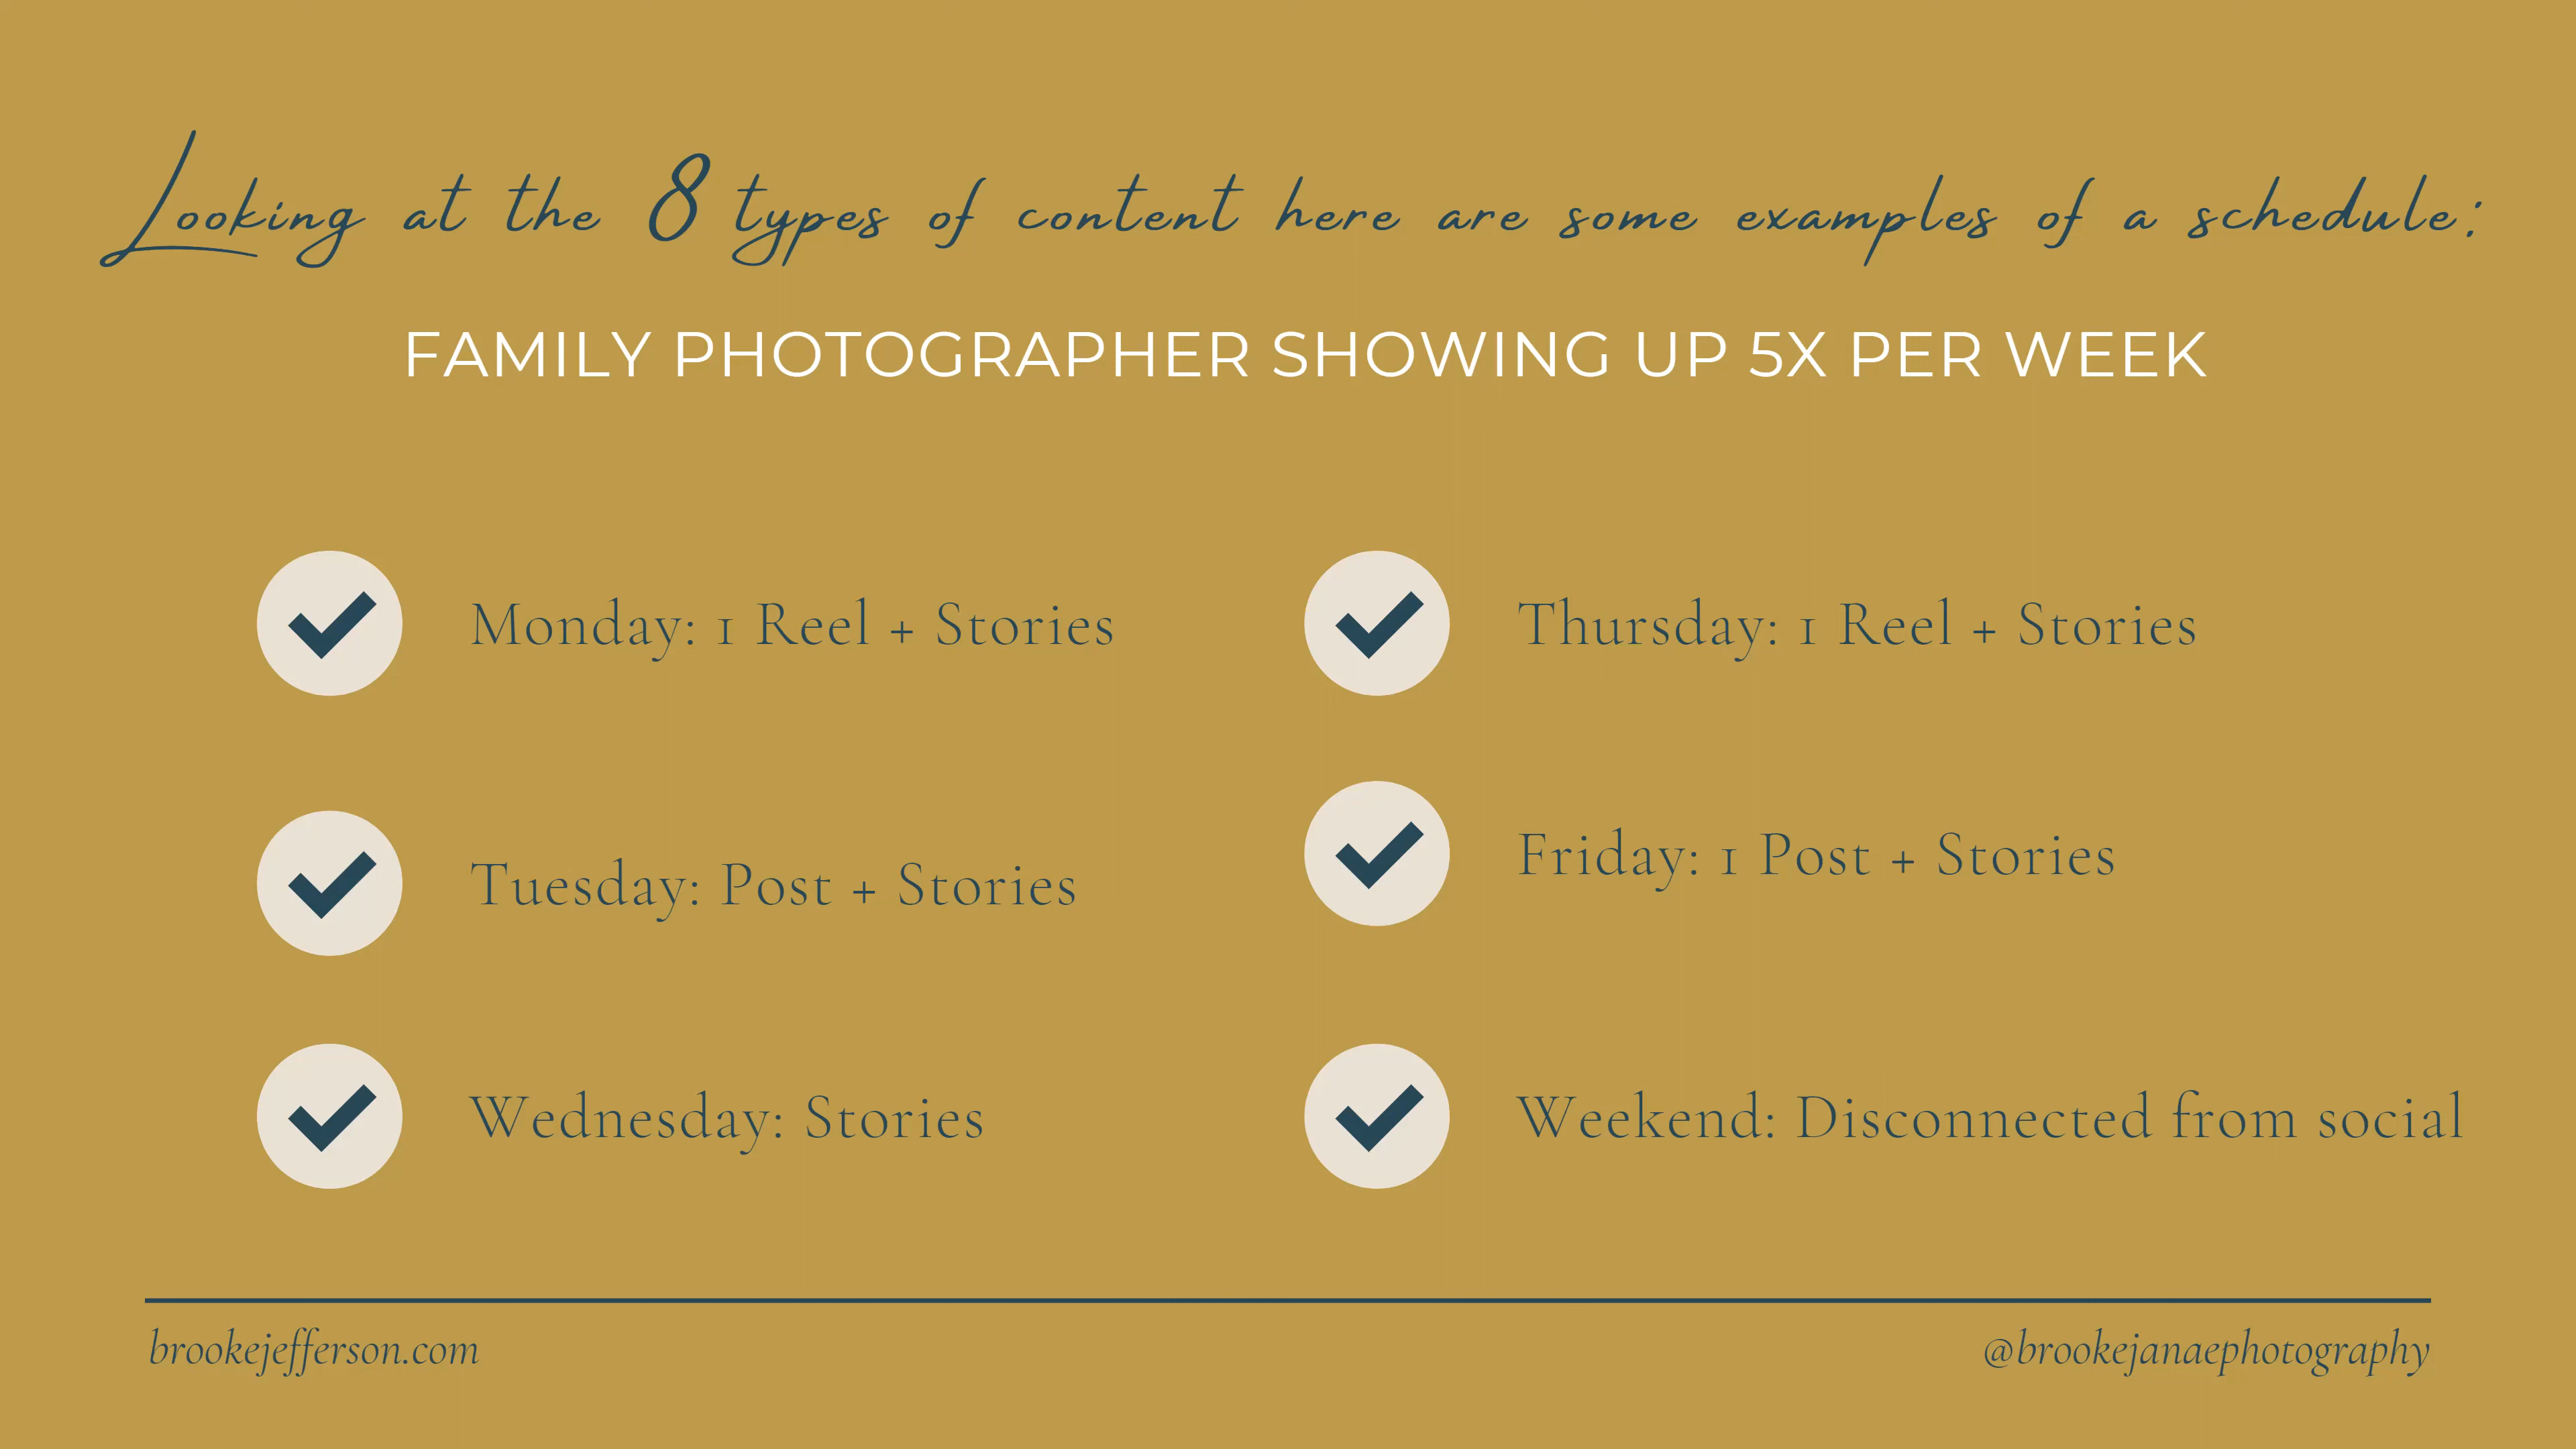 Looking at the 8 types of content here are some examples of a schedule:
FAMILY PHOTOGRAPHER SHOWING UP 5X PER WEEK
Monday: 1 Reel + Stories
Tuesday: Post + Stories
Wednesday: Stories
Thursday: 1 Reel + Stories
Friday: 1 Post + Stories
Weekend: Disconnected from social
brookejefferson.com
@brookejanaephotography